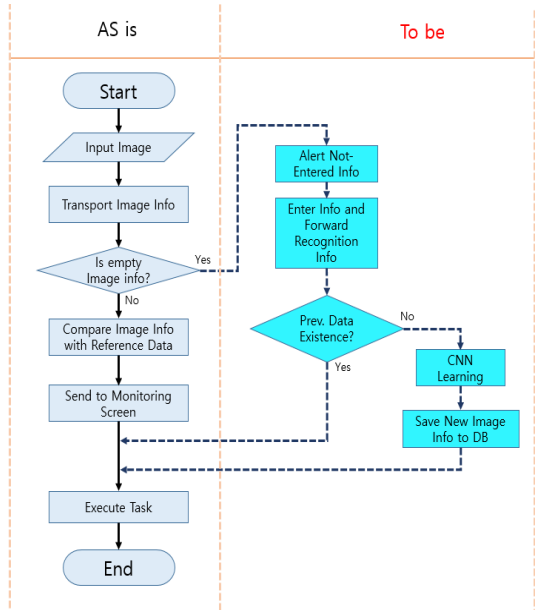 AS is
To be
Start
Input Image
Transport Image Info
Is empty
Image info?
Yes
No
Compare Image Info
with Reference Data
Send to Monitoring
Screen
Execute Task
End
Alert Not-
Entered Info
Enter Info and
Forward
Recognition
Info
Prev. Data
Existence?
No
Yes
CNN
Learning
Save New Image
Info to DB